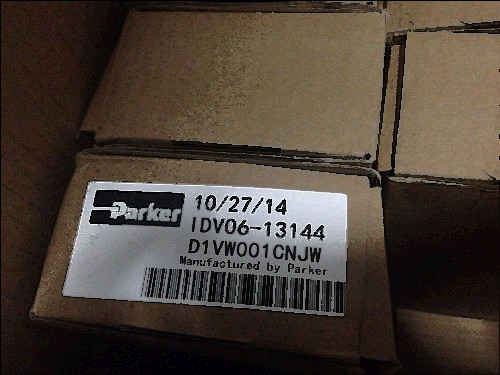 Parker
10/27/14
IDV06-13144
D1VW001CNJW
Manufactured by Parker